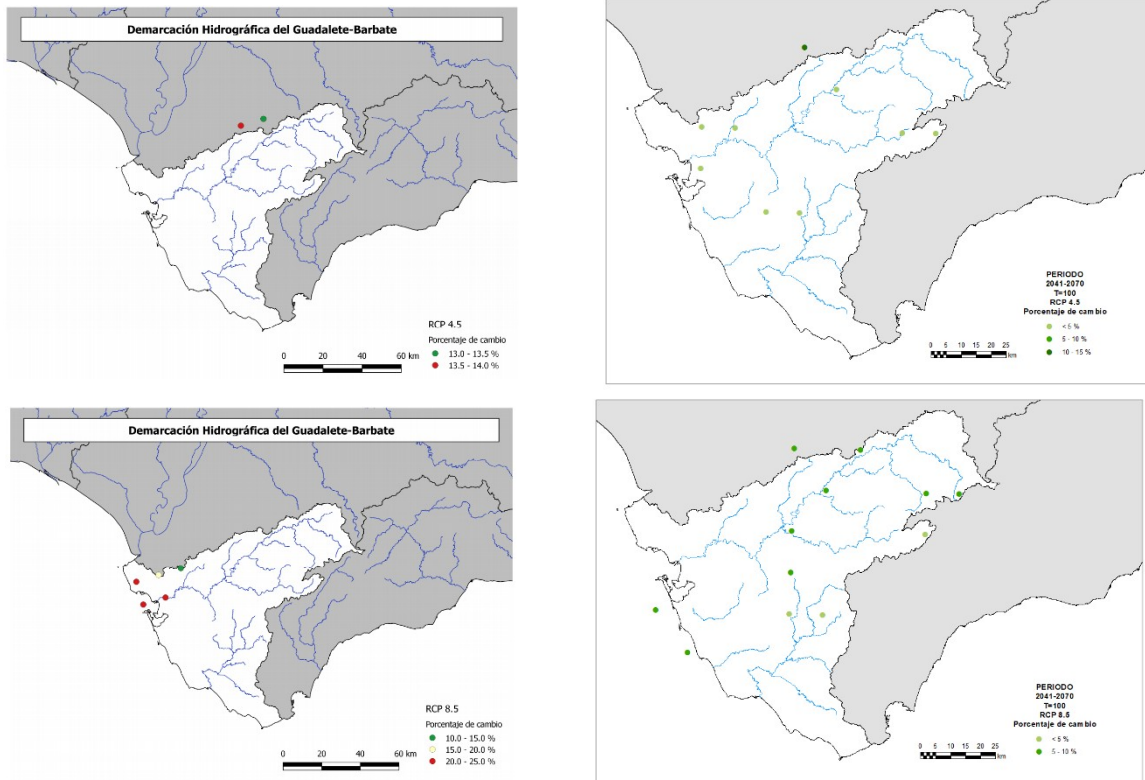 Demarcación Hidrográfica del Guadalete-Barbate
RCP 4.5
Porcentaje de cambio
13.0 - 13.5 %
13.5 - 14.0 %
0 20 40 60 km
PERIODO
2041-2070
T=100
RCP 4.5
Porcentaje de cambio
< 5 %
5 - 10 %
10 - 15 %
0 5 10 15 20 25
km
Demarcación Hidrográfica del Guadalete-Barbate
RCP 8.5
Porcentaje de cambio
10.0 - 15.0 %
15.0 - 20.0 %
20.0 - 25.0 %
0 20 40 60 km
PERIODO
2041-2070
T=100
RCP 8.5
Porcentaje de cambio
< 5 %
5 - 10 %
0 5 10 15 20 25
km